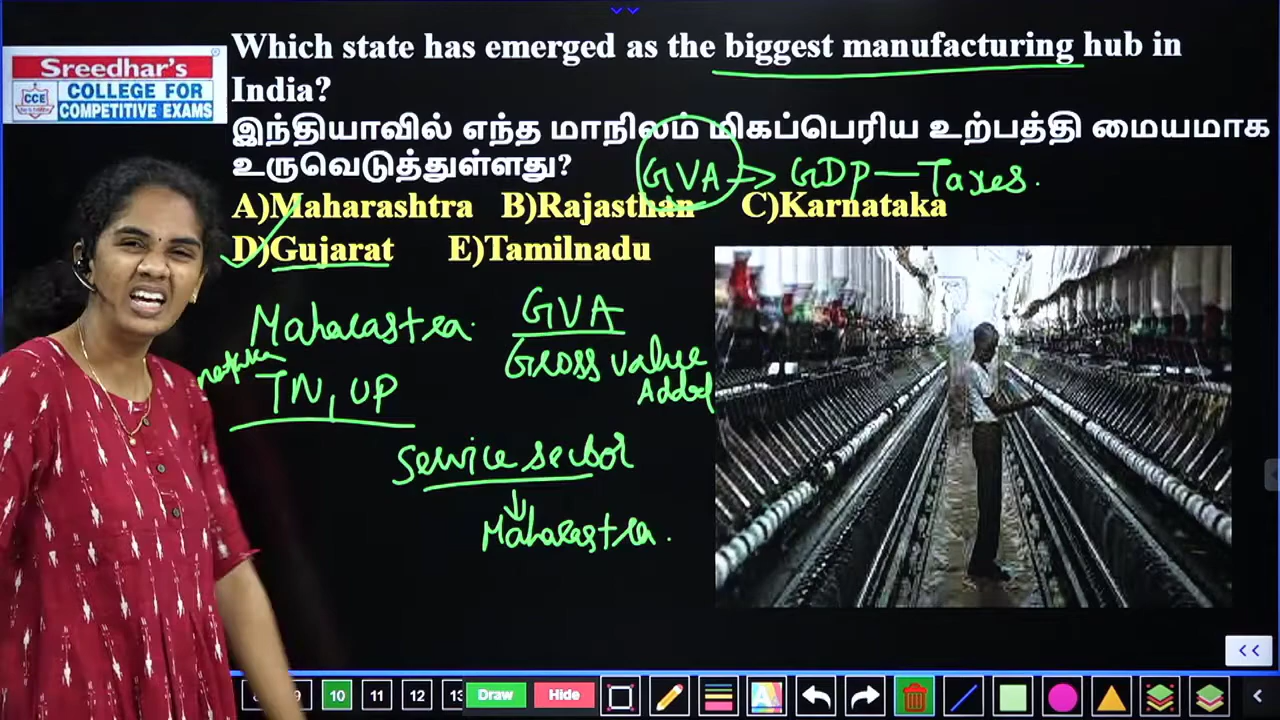 Sreedhar's
CCE
COLLEGE FOR
COMPETITIVE EXAMS
Which state has emerged as the biggest manufacturing hub in
India?
இந்தியாவில் எந்த மாநிலம் மிகப்பெரிய உற்பத்தி மையமாக
உருவெடுத்துள்ளது?
GVA -> GDP — Taxes.
A)Maharashtra B)Rajasthan C)Karnataka
D)Gujarat E)Tamilnadu
Maharastra.
TN, UP
GVA
Gross value
Added
Service sector
Maharastra.
<<
9 10 11 12 13 Draw Hide